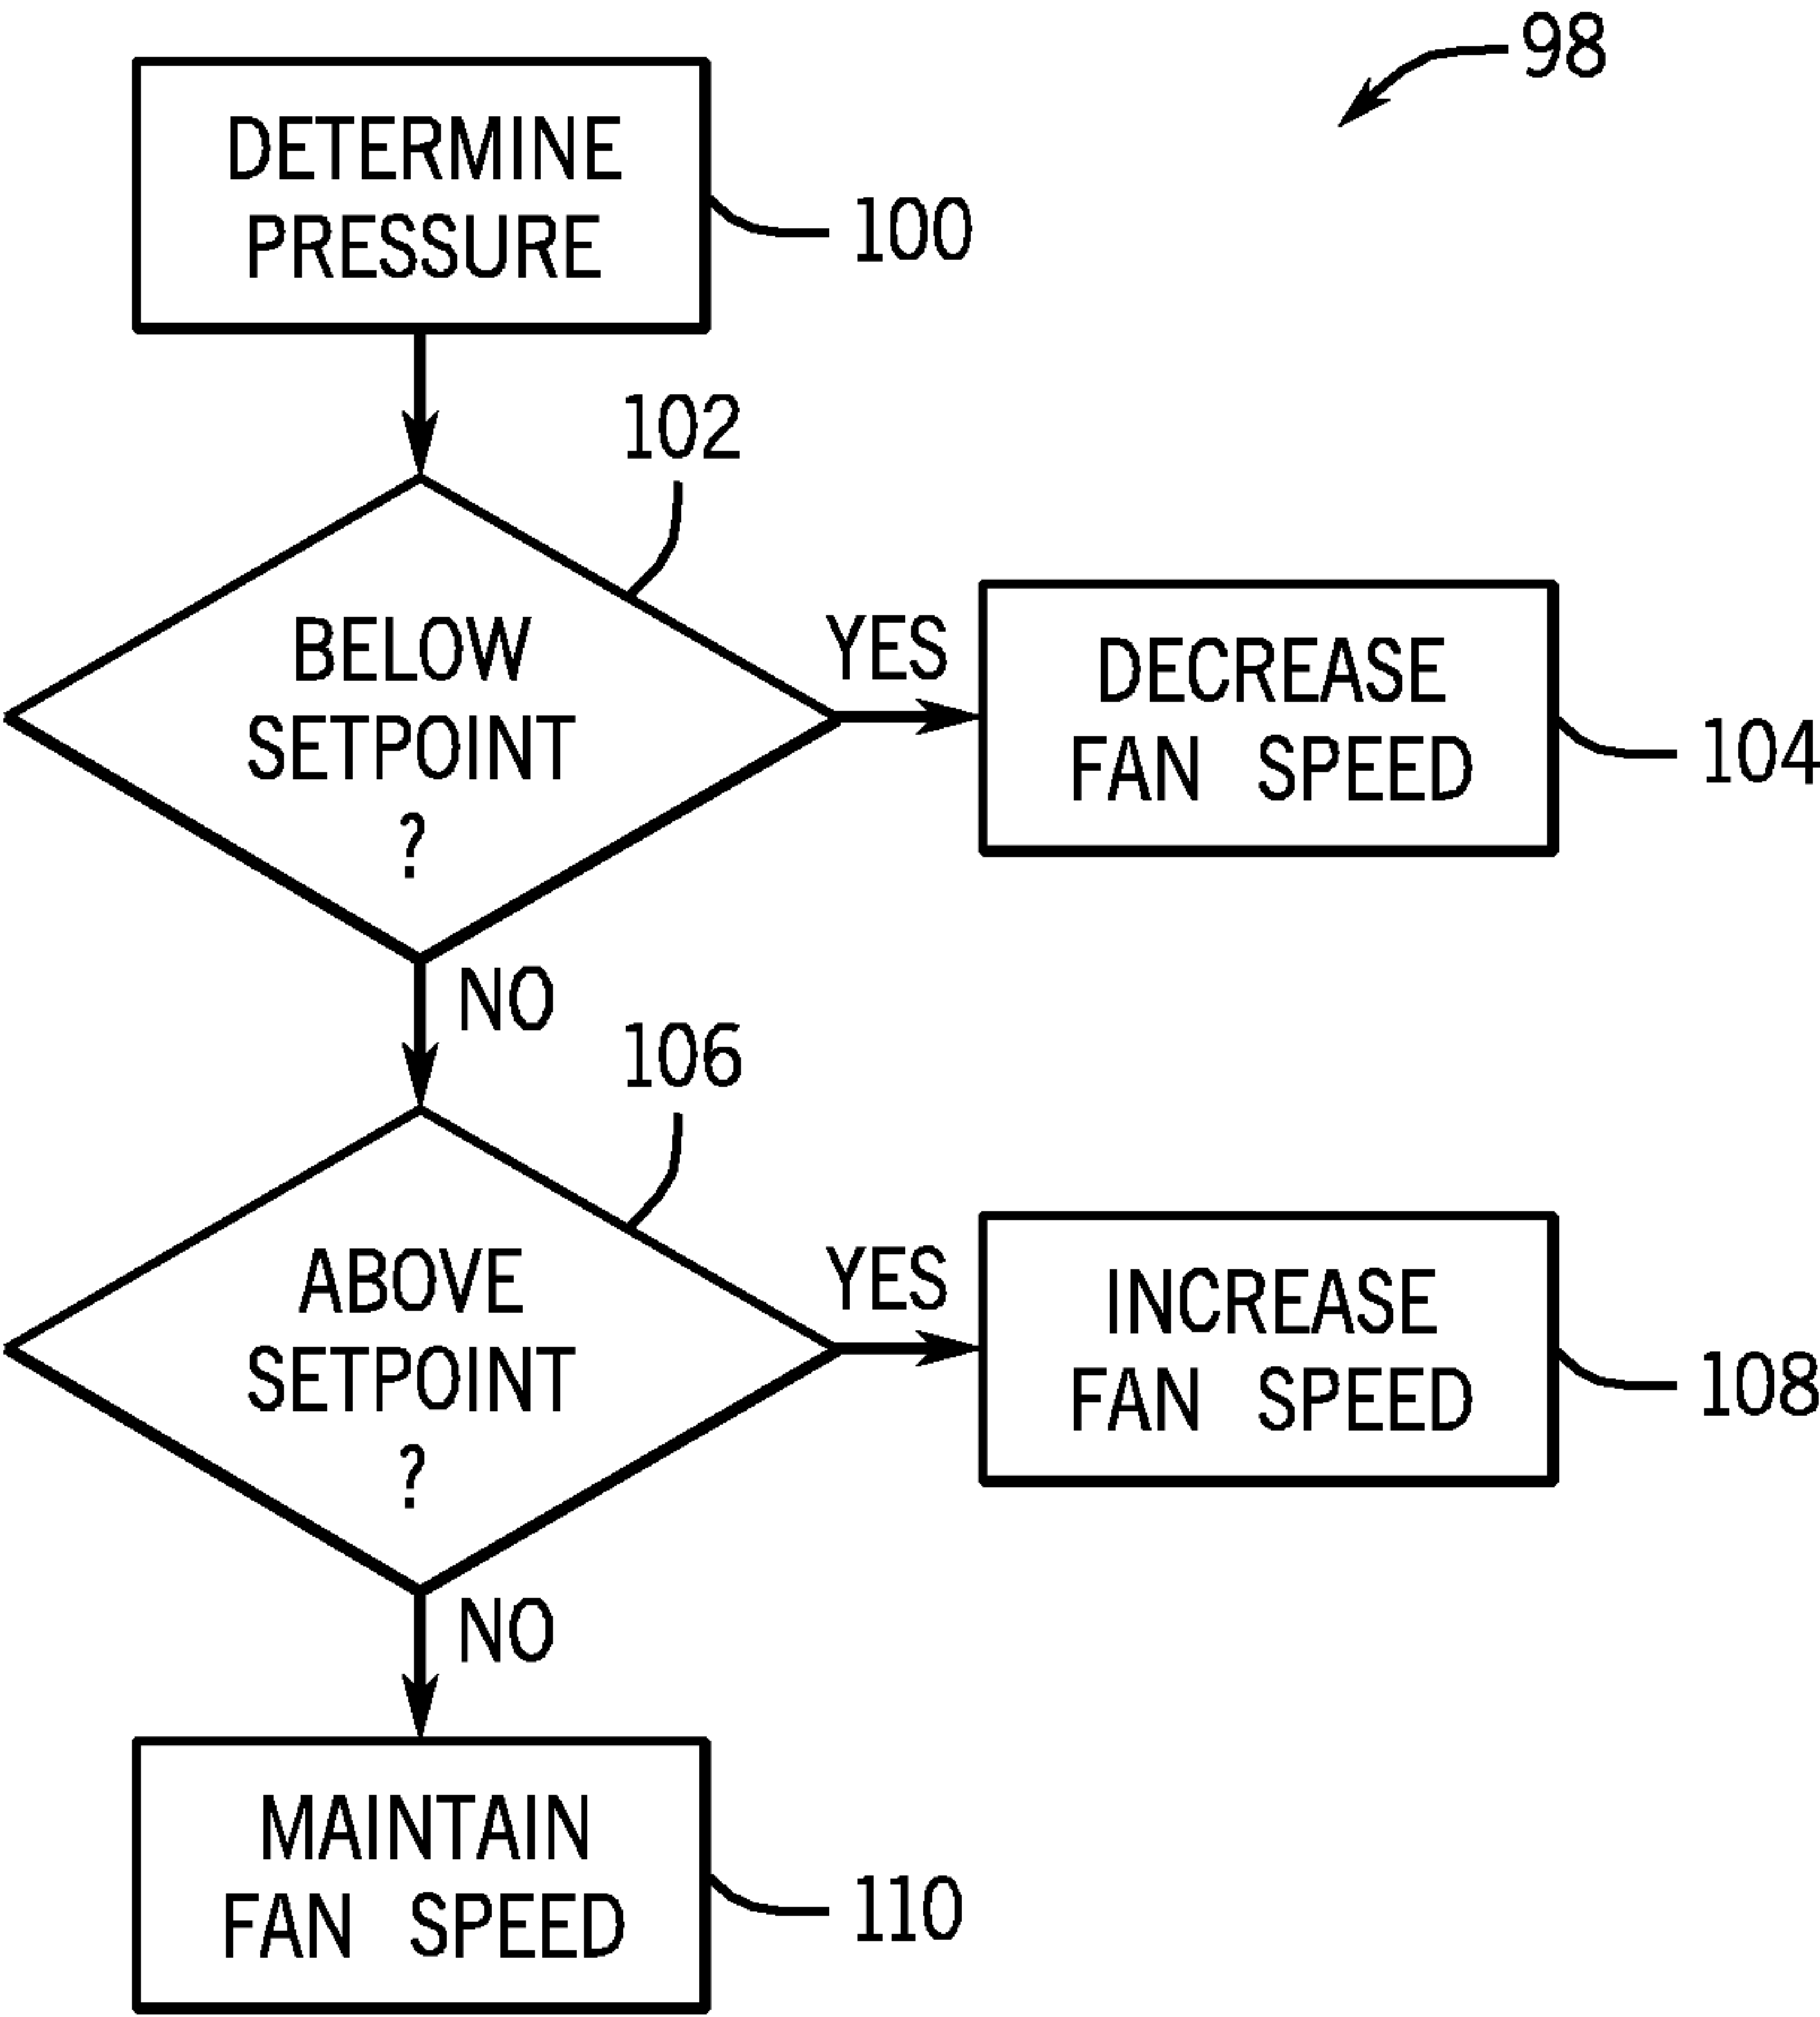 98
DETERMINE
PRESSURE
100
102
BELOW
SETPOINT
?
YES
DECREASE
FAN SPEED
104
NO
106
ABOVE
SETPOINT
?
YES
INCREASE
FAN SPEED
108
NO
MAINTAIN
FAN SPEED
110